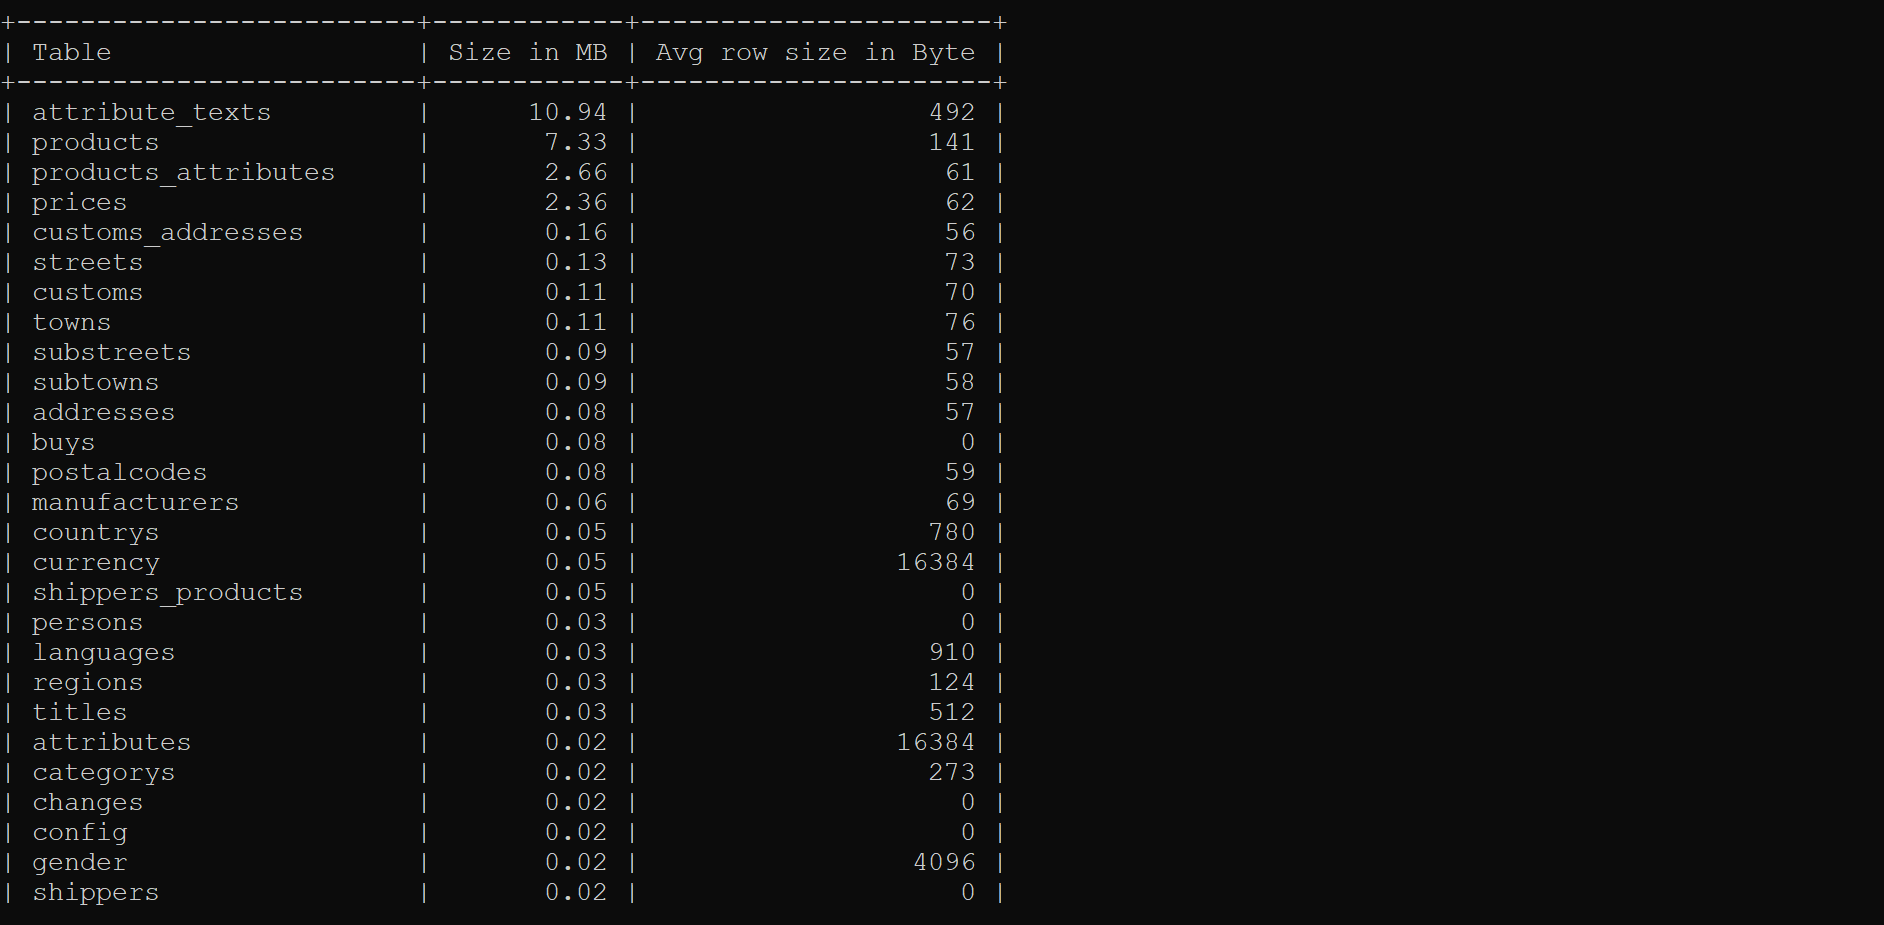 +-------------------------+------------+----------------------+
| Table                   | Size in MB | Avg row size in Byte |
+-------------------------+------------+----------------------+
| attribute_texts         |      10.94 |                  492 |
| products                |       7.33 |                  141 |
| products_attributes     |       2.66 |                   61 |
| prices                  |       2.36 |                   62 |
| customs_addresses       |       0.16 |                   56 |
| streets                 |       0.13 |                   73 |
| customs                 |       0.11 |                   70 |
| towns                   |       0.11 |                   76 |
| substreets              |       0.09 |                   57 |
| subtowns                |       0.09 |                   58 |
| addresses               |       0.08 |                   57 |
| buys                    |       0.08 |                    0 |
| postalcodes             |       0.08 |                   59 |
| manufacturers           |       0.06 |                   69 |
| countrys                |       0.05 |                  780 |
| currency                |       0.05 |                16384 |
| shippers_products       |       0.05 |                    0 |
| persons                 |       0.03 |                    0 |
| languages               |       0.03 |                  910 |
| regions                 |       0.03 |                  124 |
| titles                  |       0.03 |                  512 |
| attributes              |       0.02 |                16384 |
| categorys               |       0.02 |                  273 |
| changes                 |       0.02 |                    0 |
| config                  |       0.02 |                    0 |
| gender                  |       0.02 |                 4096 |
| shippers                |       0.02 |                    0 |